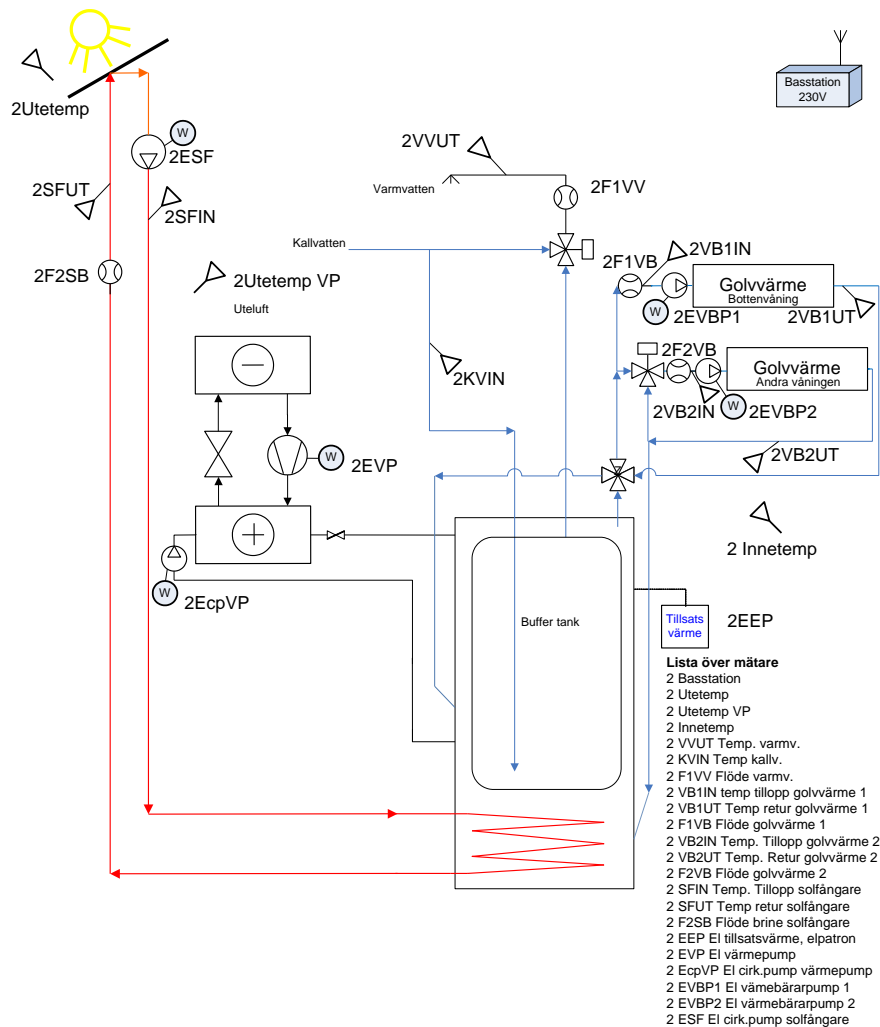 2Utetemp
Basstation
230V
W
2ESF
2VVUT
2SFUT
2SFIN
Varmvatten
2F1VV
Kallvatten
2F2SB
2Utetemp VP
Uteluft
2F1VB
2VB1IN
Golvvärme
Bottenvåning
W
2EVBP1
2VB1UT
2KVIN
2F2VB
Golvvärme
Andra våningen
2VB2IN
W
2EVBP2
W
2EVP
2VB2UT
2 Innetemp
W
2EcpVP
Buffer tank
Tillsats
värme
2EEP
Lista över mätare
2 Basstation
2 Utetemp
2 Utetemp VP
2 Innetemp
2 VVUT Temp. varmv.
2 KVIN Temp kallv.
2 F1VV Flöde varmv.
2 VB1IN temp tillopp golvvärme 1
2 VB1UT Temp retur golvvärme 1
2 F1VB Flöde golvvärme 1
2 VB2IN Temp. Tillopp golvvärme 2
2 VB2UT Temp. Retur golvvärme 2
2 F2VB Flöde golvvärme 2
2 SFIN Temp. Tillopp solfångare
2 SFUT Temp retur solfångare
2 F2SB Flöde brine solfångare
2 EEP El tillsatsvärme, elpatron
2 EVP El värmepump
2 EcpVP El cirk.pump värmepump
2 EVBP1 El vämebärarpump 1
2 EVBP2 El värmebärarpump 2
2 ESF El cirk.pump solfångare